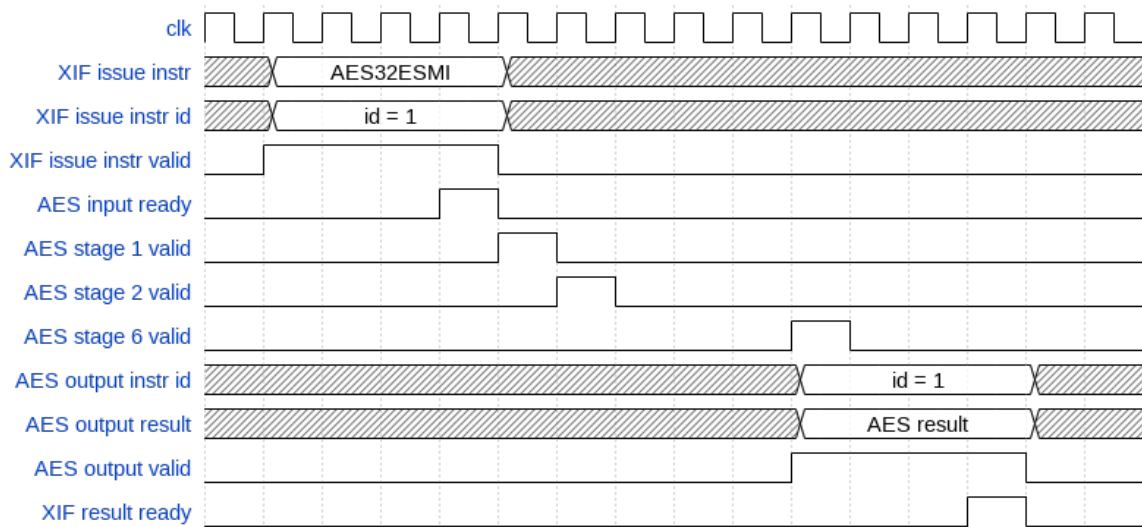 clk
XIF issue instr
AES32ESMI
XIF issue instr id
id = 1
XIF issue instr valid
AES input ready
AES stage 1 valid
AES stage 2 valid
AES stage 6 valid
AES output instr id
id = 1
AES output result
AES result
AES output valid
XIF result ready